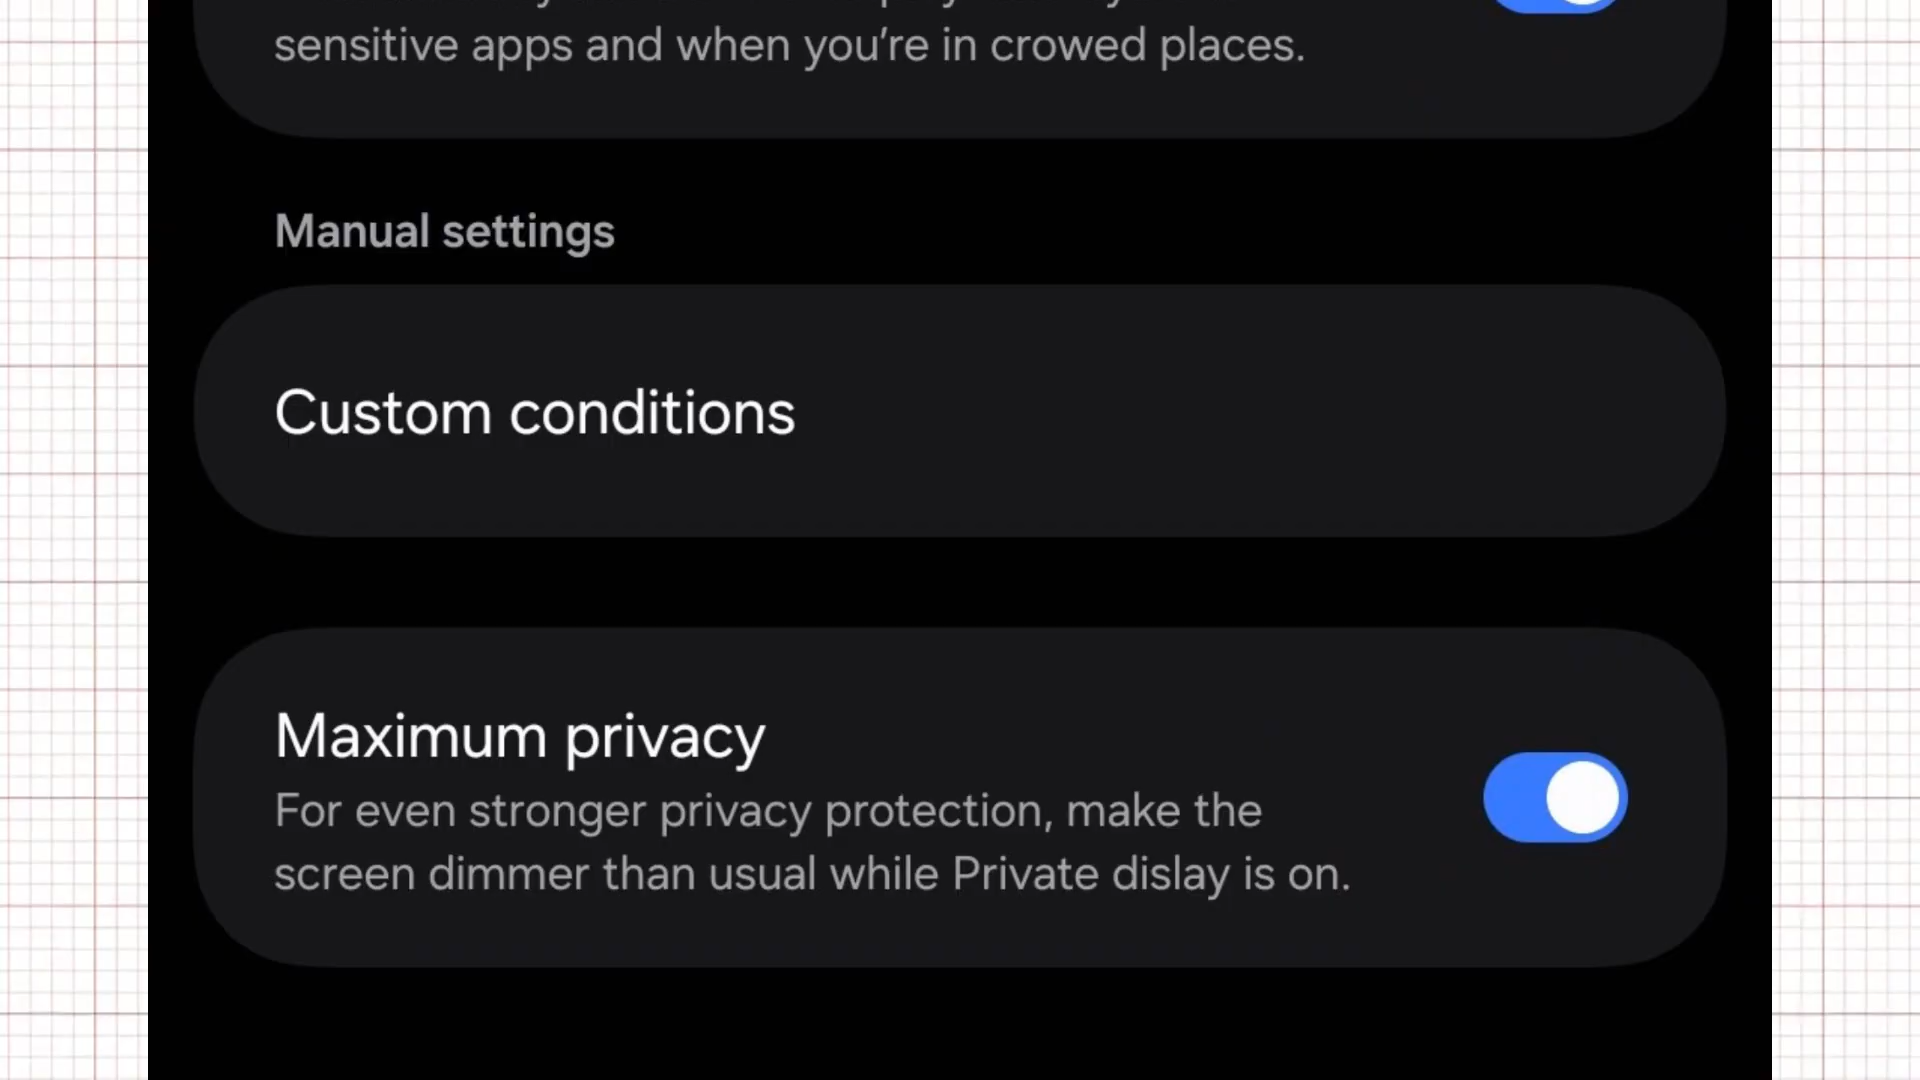 sensitive apps and when you’re in crowed places.
Manual settings
Custom conditions
Maximum privacy
For even stronger privacy protection, make the
screen dimmer than usual while Private dislay is on.